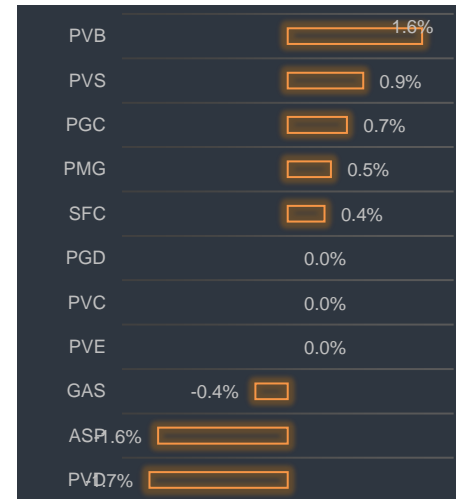 PVB 1.6%
PVS 0.9%
PGC 0.7%
PMG 0.5%
SFC 0.4%
PGD 0.0%
PVC 0.0%
PVE 0.0%
GAS -0.4%
ASP -1.6%
PVD -1.7%